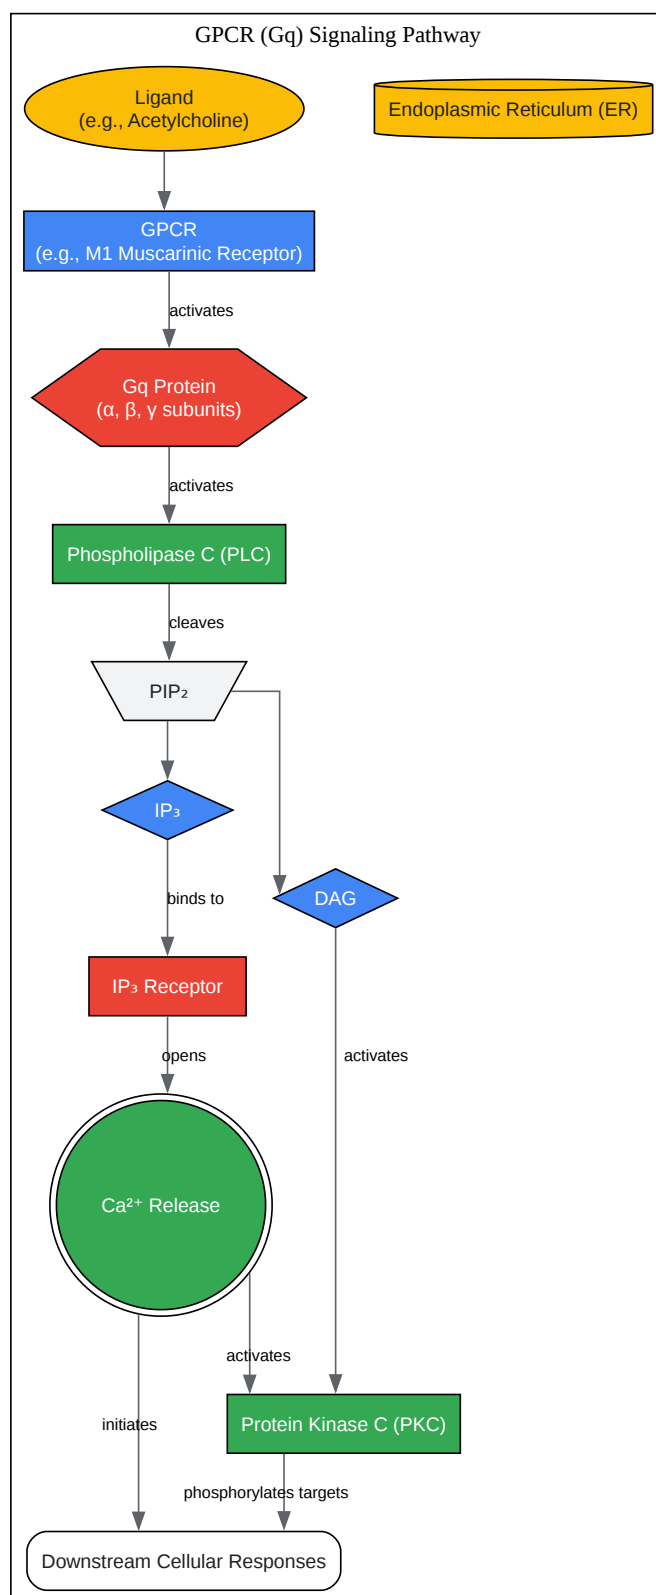 GPCR (Gq) Signaling Pathway
Ligand
(e.g., Acetylcholine)
Endoplasmic Reticulum (ER)
GPCR
(e.g., M1 Muscarinic Receptor)
activates
Gq Protein
(α, β, γ subunits)
activates
Phospholipase C (PLC)
cleaves
PIP₂
IP₃
binds to
DAG
IP₃ Receptor
opens
activates
Ca²⁺ Release
activates
initiates
Protein Kinase C (PKC)
phosphorylates targets
Downstream Cellular Responses